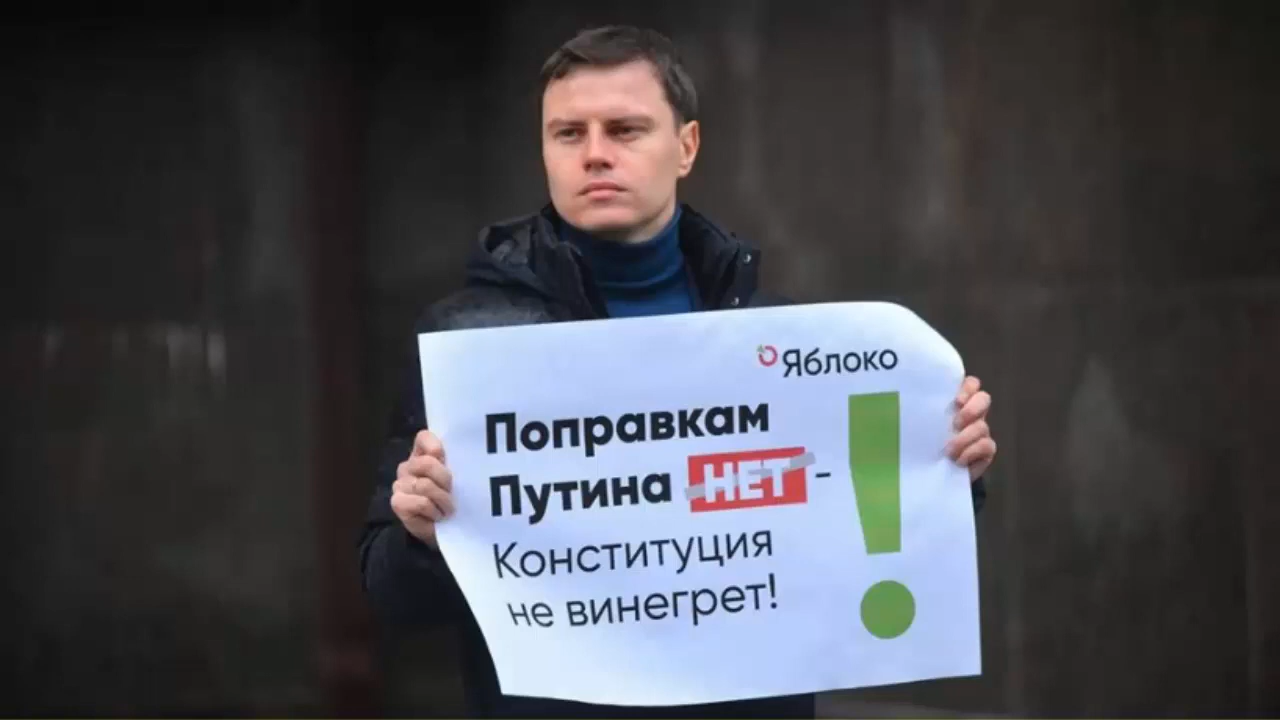 Яблоко
Поправкам
Путина НЕТ -
Конституция
не винегрет!